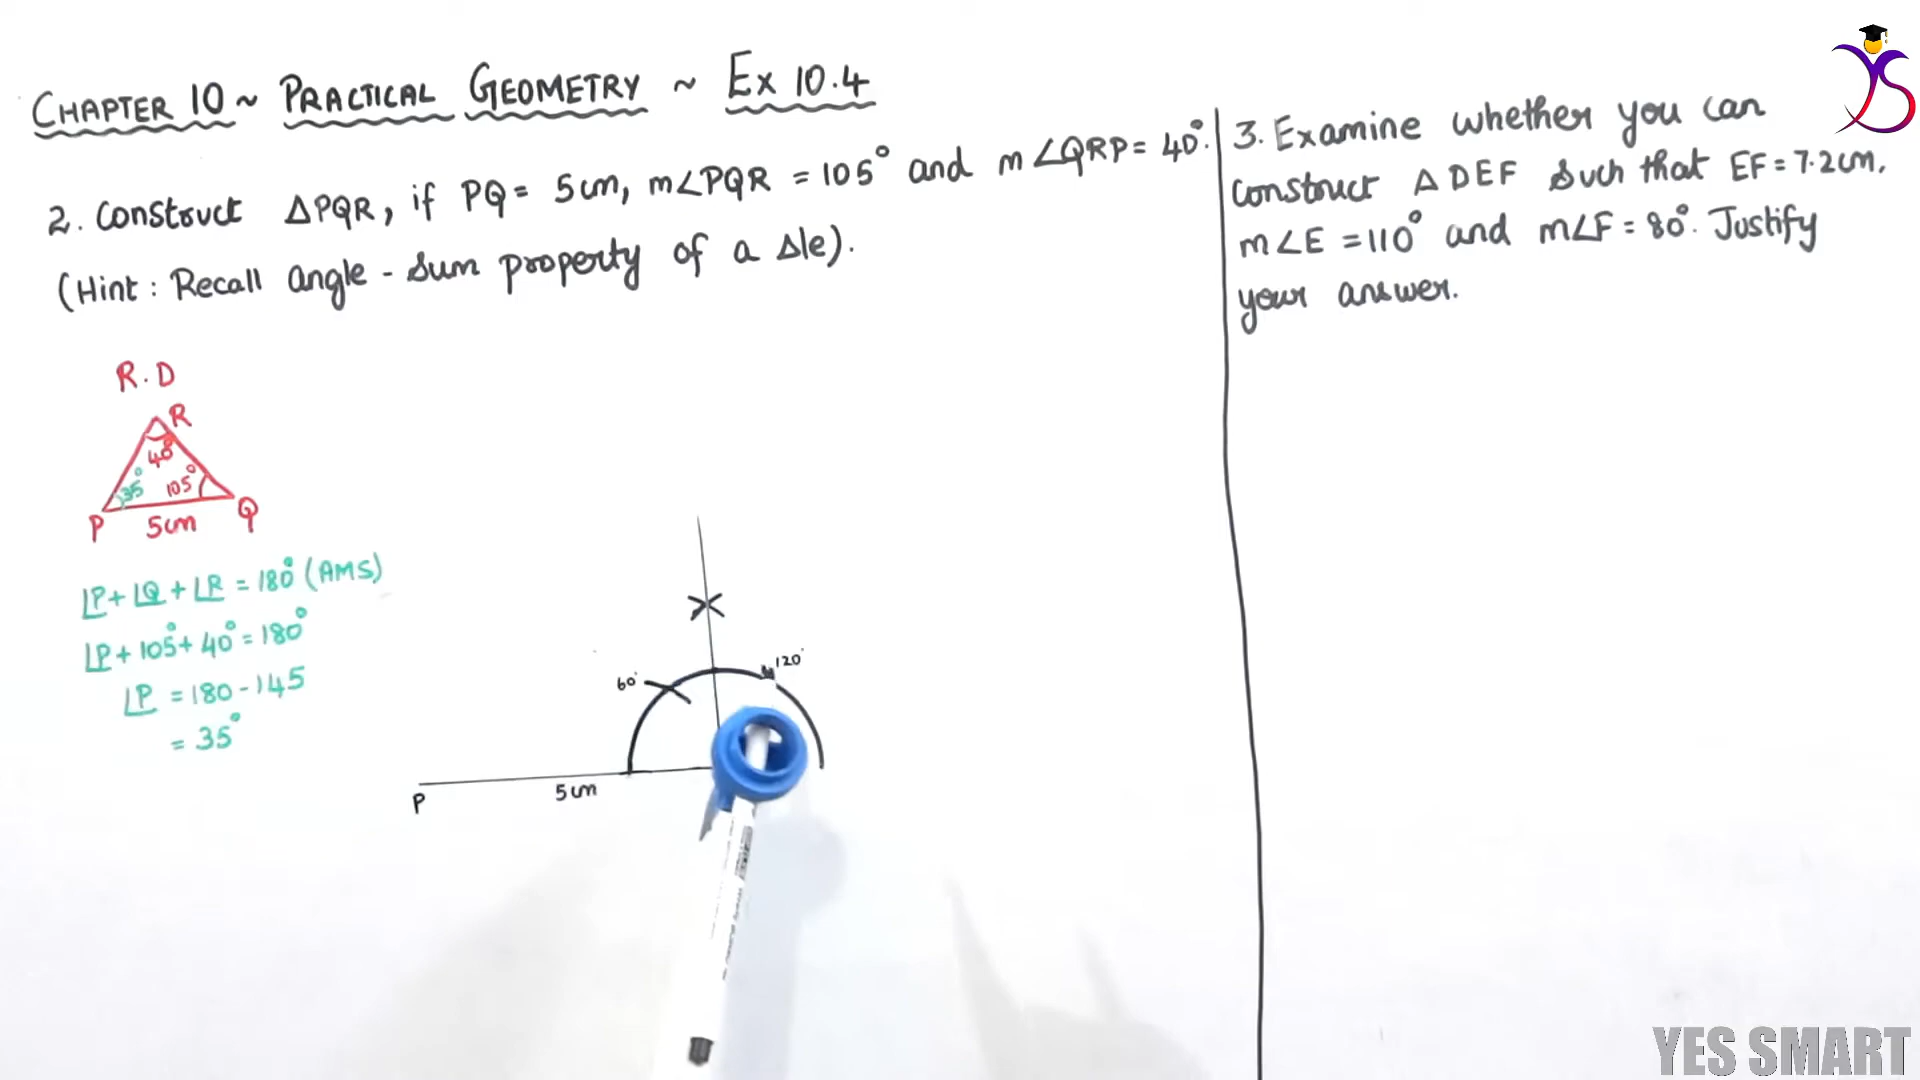 CHAPTER 10 ~ PRACTICAL GEOMETRY ~ Ex 10.4
2. Construct ΔPQR, if PQ = 5cm, m∠PQR = 105° and m∠QRP = 40°.
(Hint : Recall angle - Sum property of a Δle).
R.D
R
40°
35° 105°
P 5cm Q
∠P + ∠Q + ∠R = 180° (AMS)
∠P + 105° + 40° = 180°
∠P = 180 - 145
= 35°
120°
60°
P 5cm
3. Examine whether you can
construct Δ DEF Such that EF = 7.2cm,
m∠E = 110° and m∠F = 80°. Justify
your answer.
YS
YES SMART